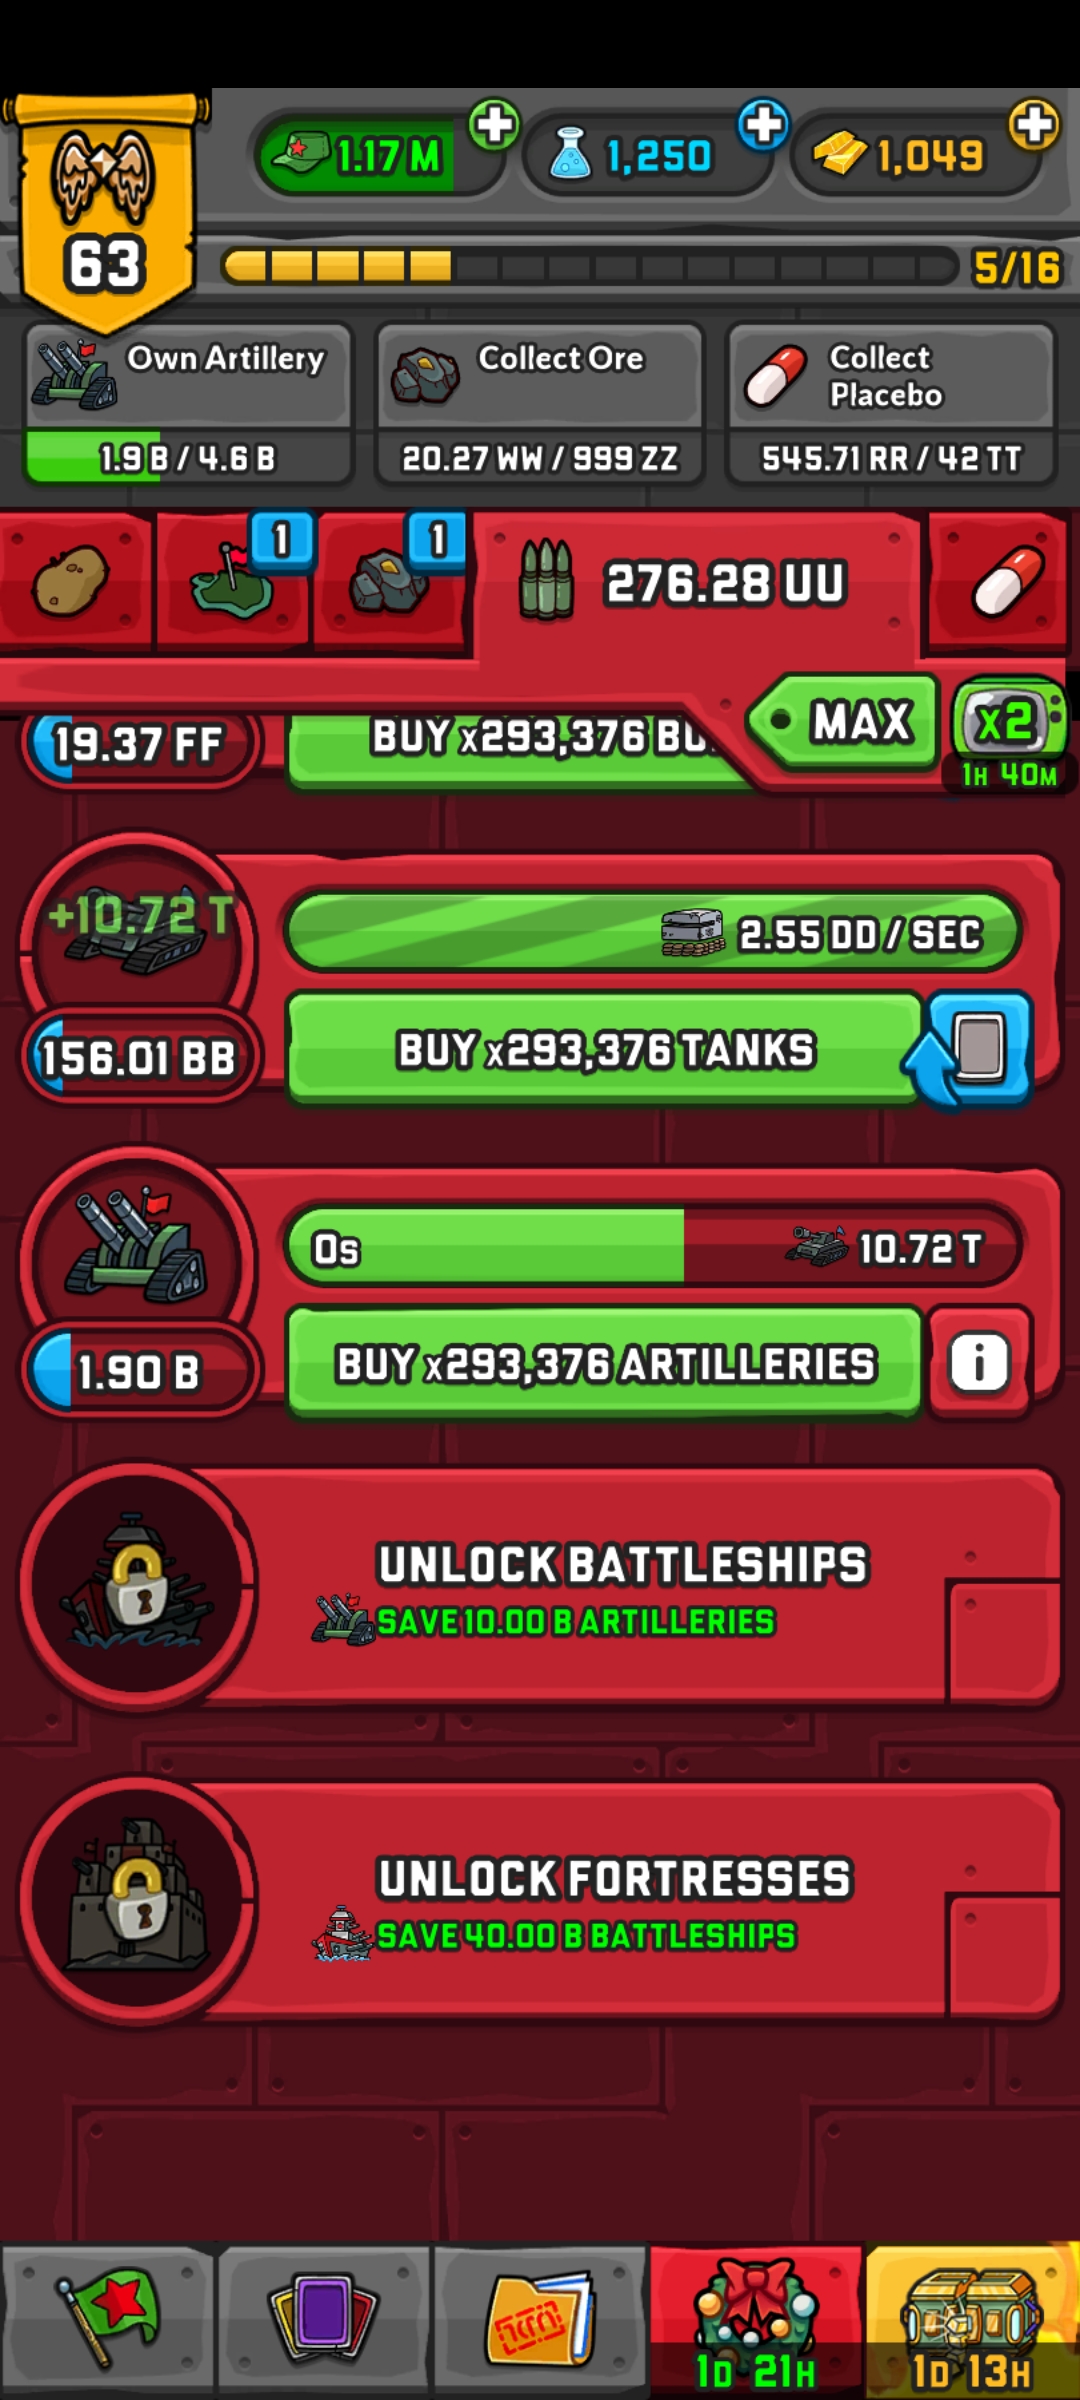 63
1.17 M
1,250
1,049
5/16
Own Artillery
1.9 B / 4.6 B
Collect Ore
20.27 WW / 999 ZZ
Collect
Placebo
545.71 RR / 42 TT
1
1
276.28 UU
MAX
x2
1H 40M
19.37 FF
BUY x293,376
+10.72 T
2.55 DD / SEC
156.01 BB
BUY x293,376 TANKS
0s
10.72 T
1.90 B
BUY x293,376 ARTILLERIES
i
UNLOCK BATTLESHIPS
SAVE 10.00 B ARTILLERIES
UNLOCK FORTRESSES
SAVE 40.00 B BATTLESHIPS
1D 21H
1D 13H